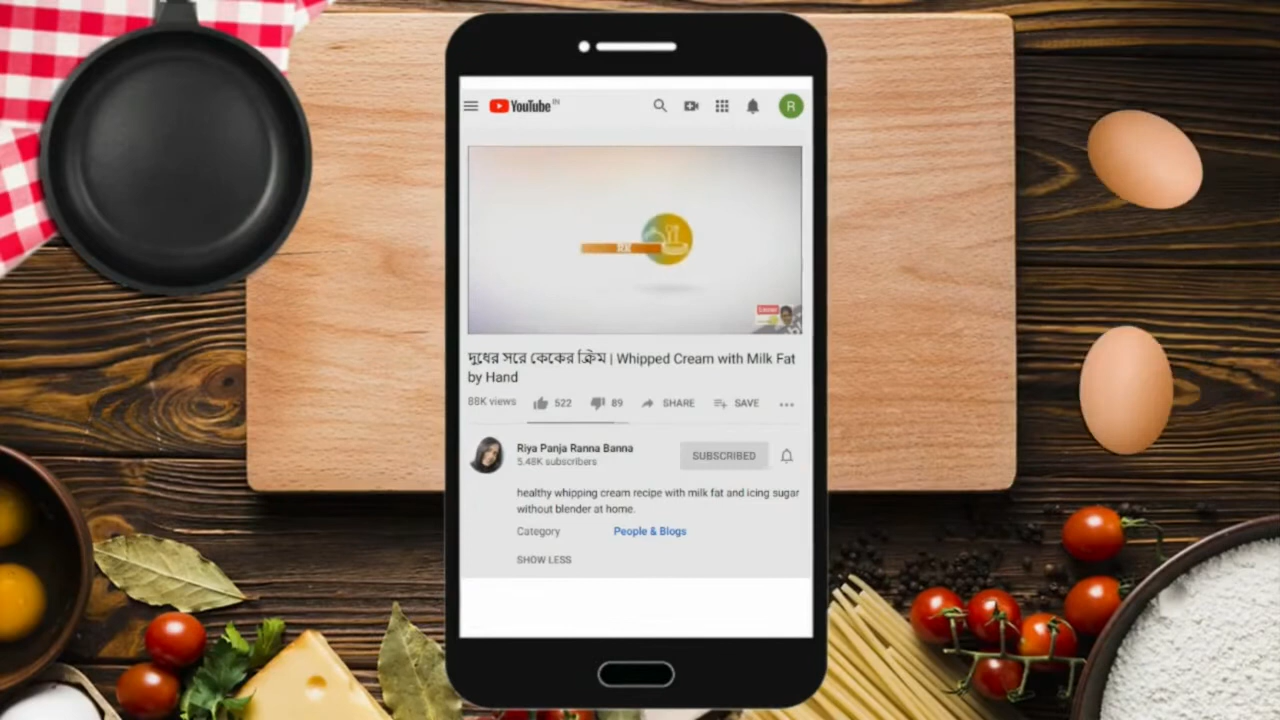 YouTube IN
R
RK
দুধের সরে কেকের ক্রিম | Whipped Cream with Milk Fat
by Hand
88K views 522 89 SHARE SAVE
Riya Panja Ranna Banna
5.48K subscribers
SUBSCRIBED
healthy whipping cream recipe with milk fat and icing sugar
without blender at home.
Category People & Blogs
SHOW LESS